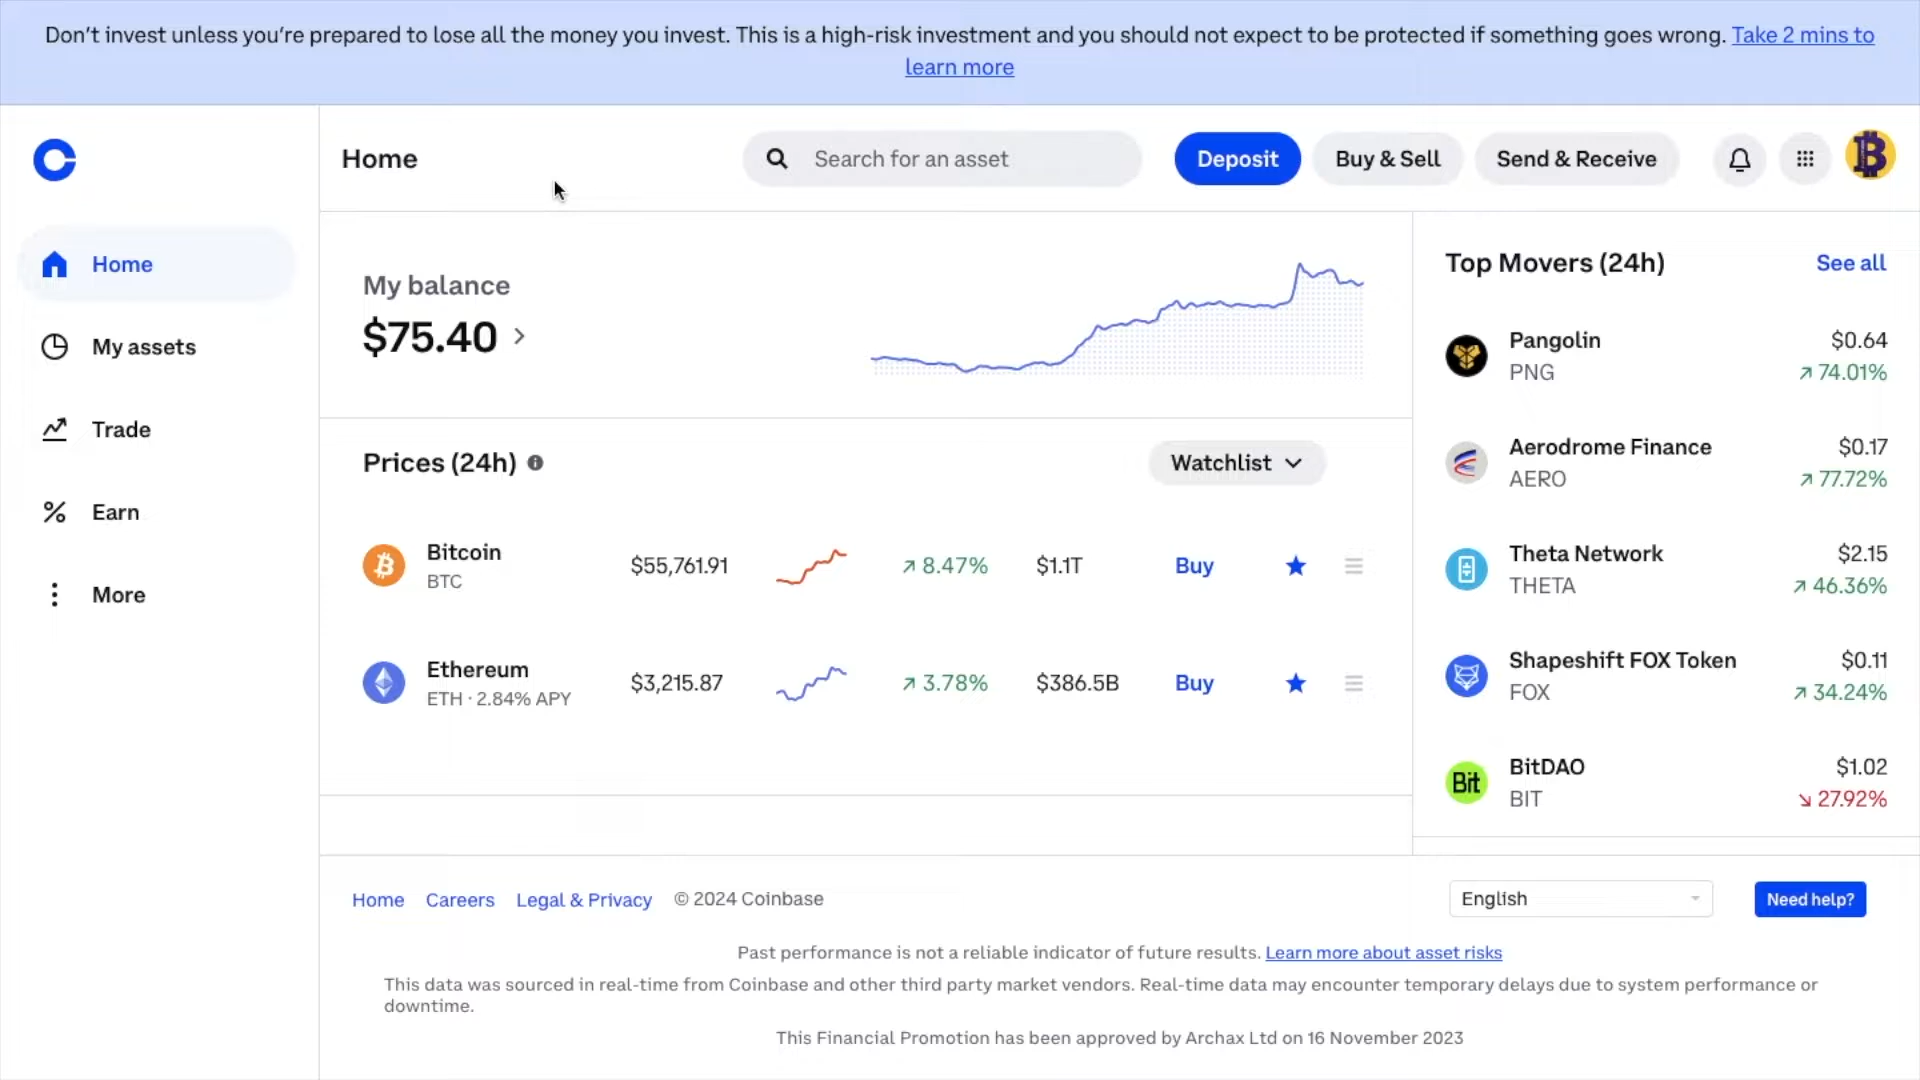 Don't invest unless you're prepared to lose all the money you invest. This is a high-risk investment and you should not expect to be protected if something goes wrong. Take 2 mins to
learn more
Home
Search for an asset
Deposit
Buy & Sell
Send & Receive
Home
My assets
Trade
Earn
More
My balance
$75.40
Prices (24h)
Watchlist
Bitcoin
BTC
$55,761.91
↗ 8.47%
$1.1T
Buy
Ethereum
ETH · 2.84% APY
$3,215.87
↗ 3.78%
$386.5B
Buy
Top Movers (24h)
See all
Pangolin
$0.64
PNG
↗ 74.01%
Aerodrome Finance
$0.17
AERO
↗ 77.72%
Theta Network
$2.15
THETA
↗ 46.36%
Shapeshift FOX Token
$0.11
FOX
↗ 34.24%
Bit
BitDAO
$1.02
BIT
↘ 27.92%
Home
Careers
Legal & Privacy
© 2024 Coinbase
English
Need help?
Past performance is not a reliable indicator of future results. Learn more about asset risks
This data was sourced in real-time from Coinbase and other third party market vendors. Real-time data may encounter temporary delays due to system performance or
downtime.
This Financial Promotion has been approved by Archax Ltd on 16 November 2023